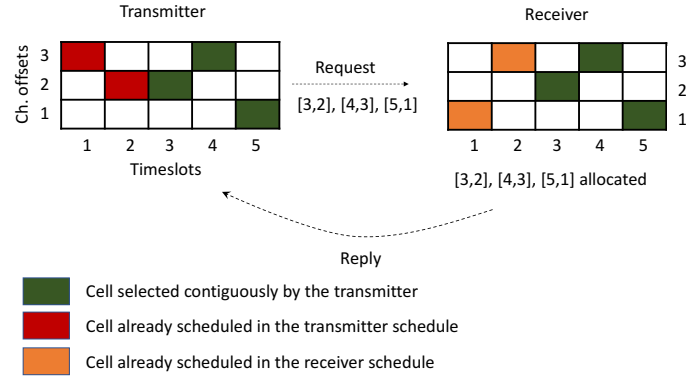 Transmitter
Receiver
Ch. offsets
3
2
1
1 2 3 4 5
Timeslots
Request
[3,2], [4,3], [5,1]
3
2
1
1 2 3 4 5
[3,2], [4,3], [5,1] allocated
Reply
Cell selected contiguously by the transmitter
Cell already scheduled in the transmitter schedule
Cell already scheduled in the receiver schedule